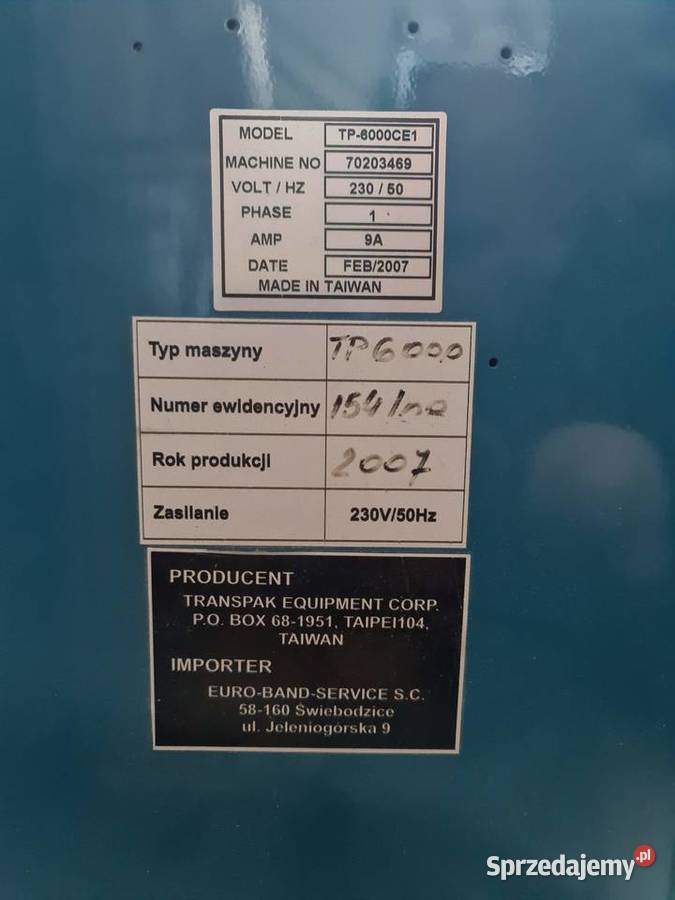 MODEL TP-6000CE1
MACHINE NO 70203469
VOLT / HZ 230 / 50
PHASE 1
AMP 9A
DATE FEB/2007
MADE IN TAIWAN
Typ maszyny TP6000
Numer ewidencyjny 154/
Rok produkcji 2007
Zasilanie 230V/50Hz
PRODUCENT
TRANSPAK EQUIPMENT CORP.
P.O. BOX 68-1951, TAIPEI104,
TAIWAN
IMPORTER
EURO-BAND-SERVICE S.C.
58-160 Świebodzice
ul. Jeleniogórska 9
Sprzedajemy.pl